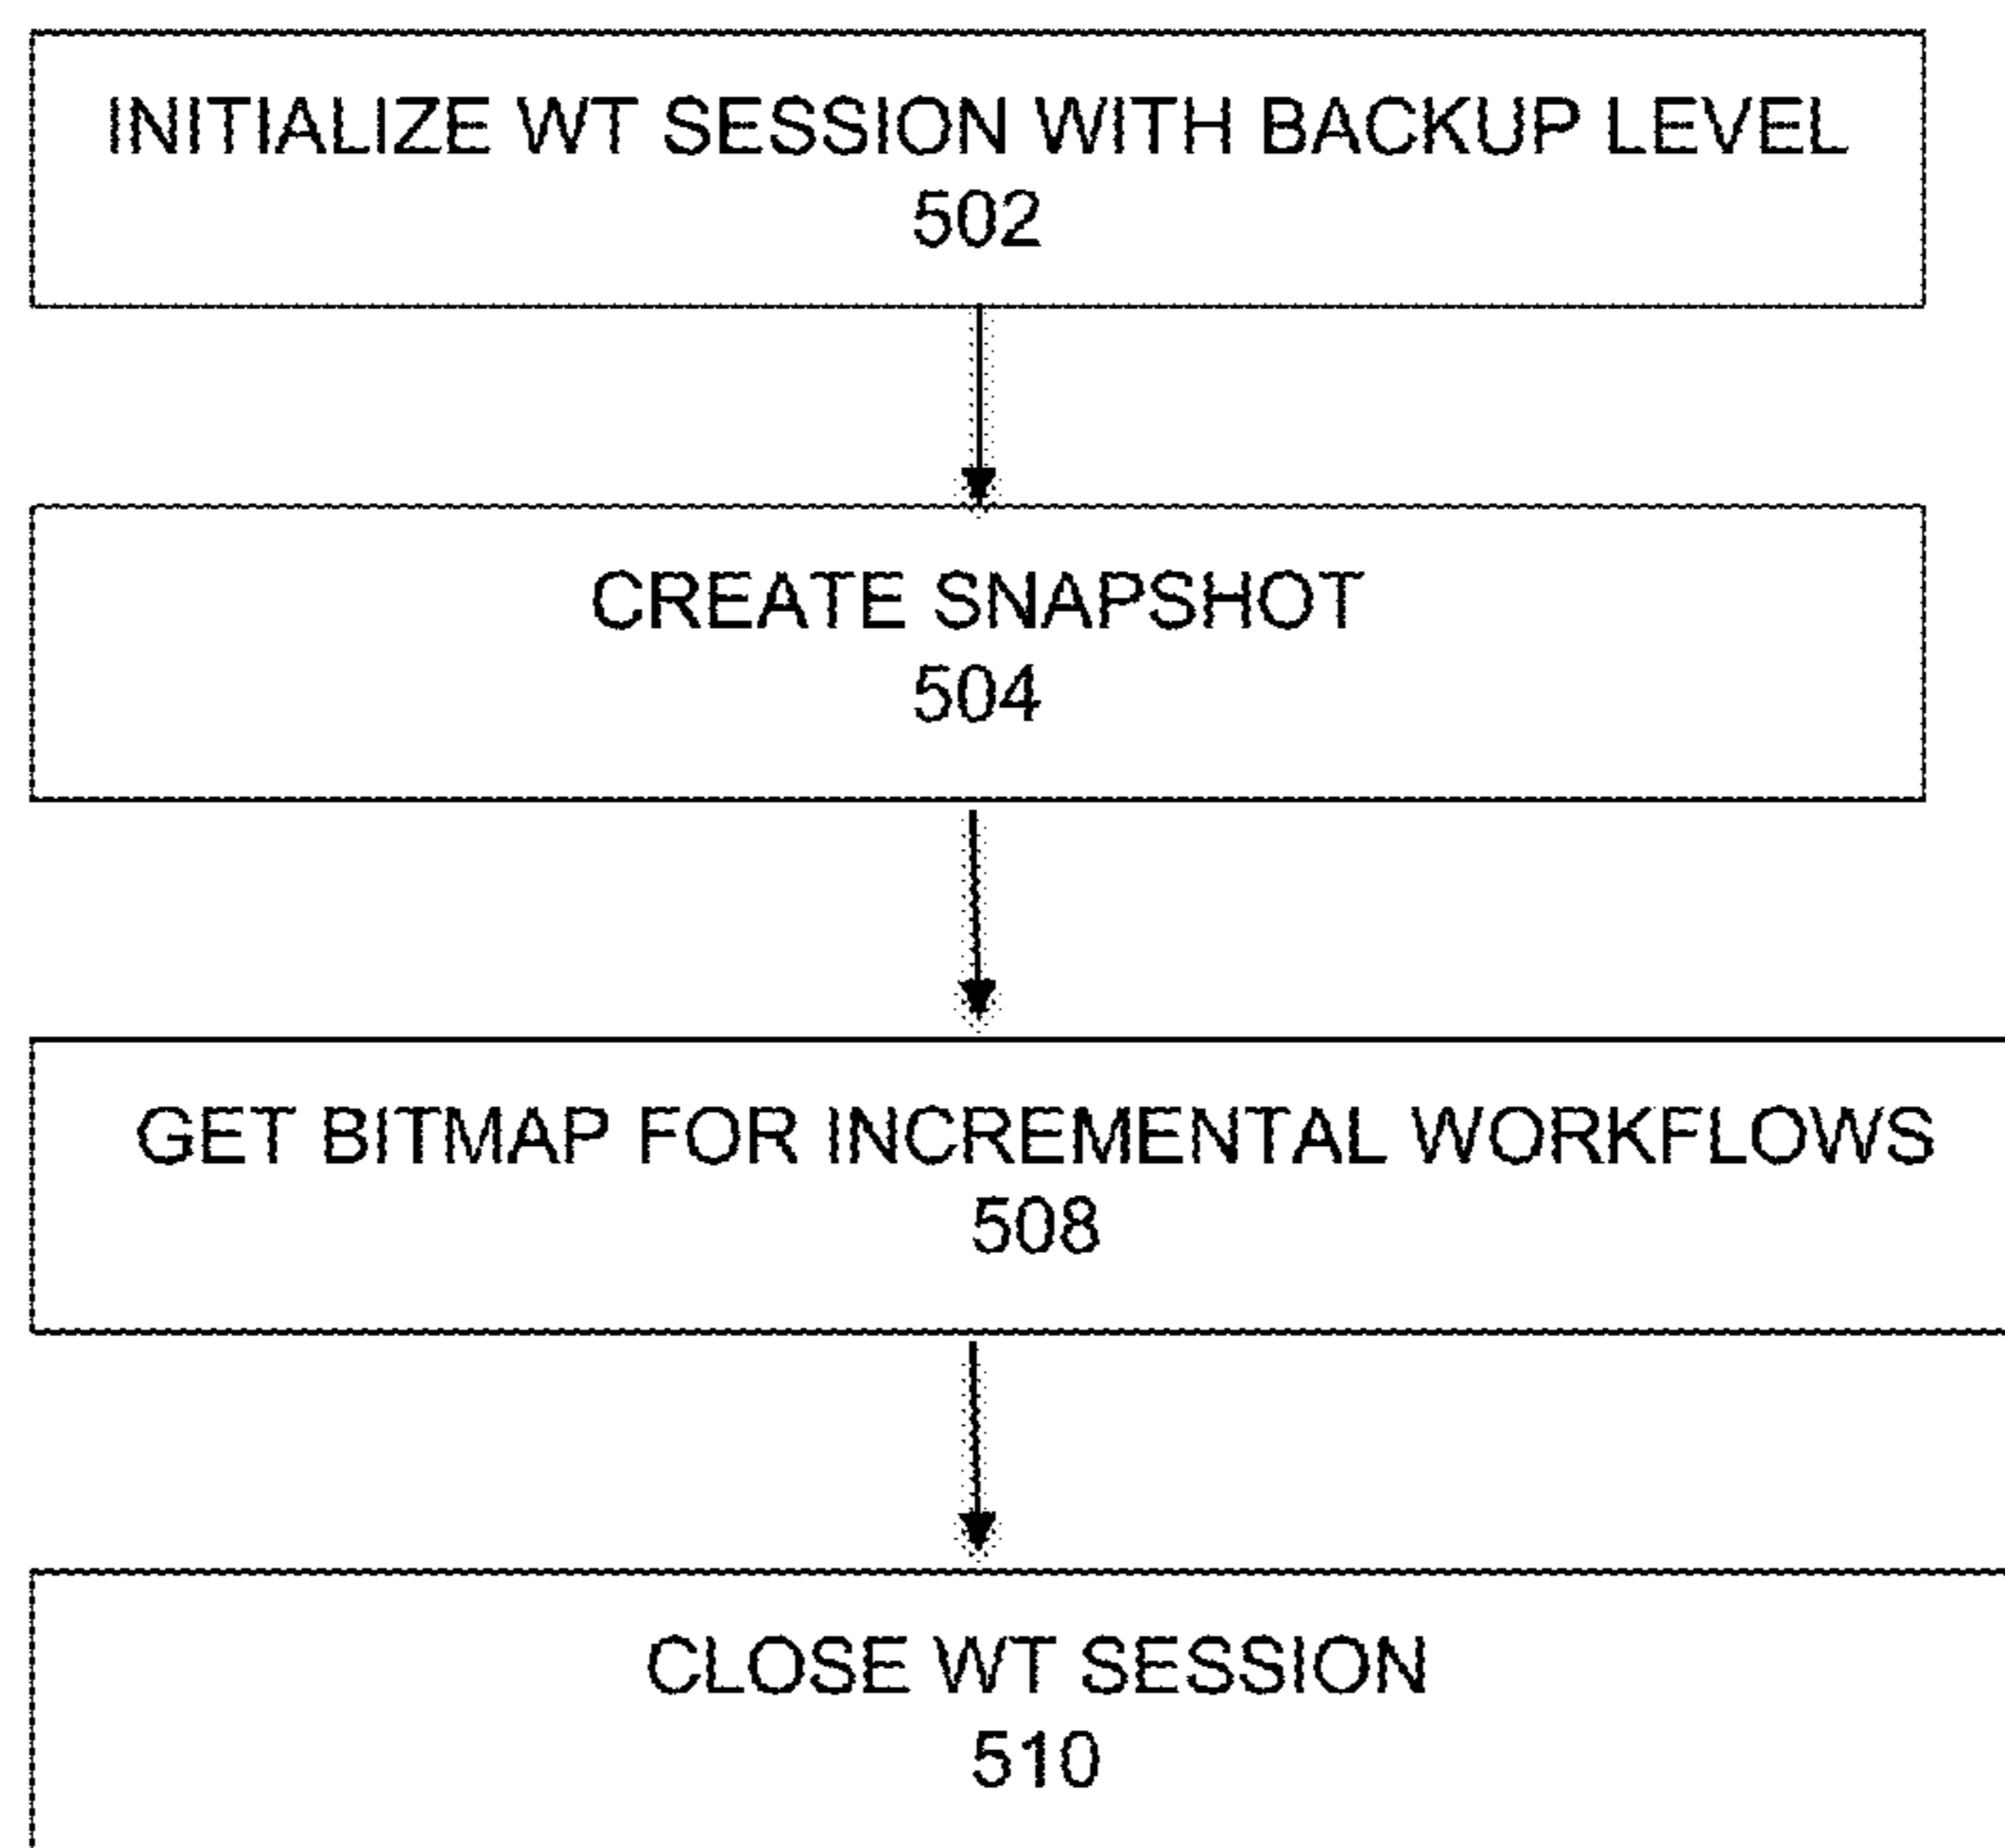 INITIALIZE WT SESSION WITH BACKUP LEVEL
502
CREATE SNAPSHOT
504
GET BITMAP FOR INCREMENTAL WORKFLOWS
508
CLOSE WT SESSION
510